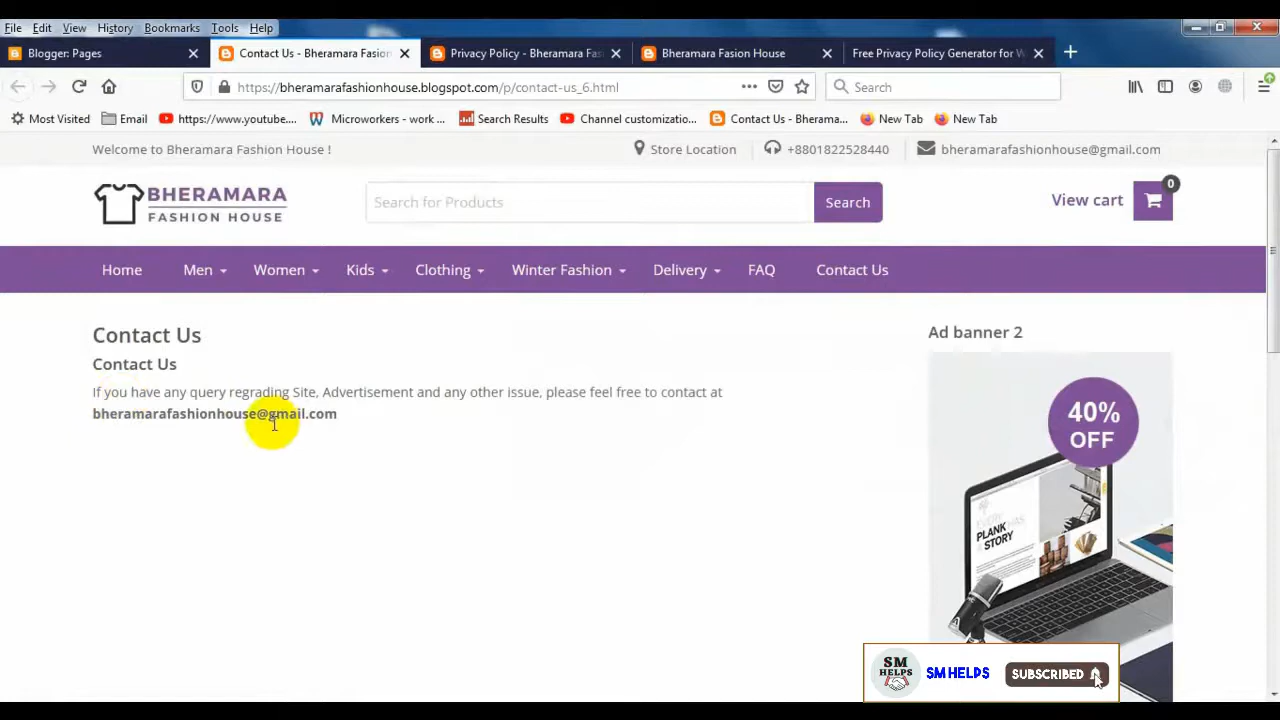 File Edit View History Bookmarks Tools Help
Blogger: Pages
Contact Us - Bheramara Fasion
Privacy Policy - Bheramara Fas
Bheramara Fasion House
Free Privacy Policy Generator for W
https://bheramarafashionhouse.blogspot.com/p/contact-us_6.html
Search
Most Visited Email https://www.youtube.... Microworkers - work ... Search Results Channel customizatio... Contact Us - Bherama... New Tab New Tab
Welcome to Bheramara Fashion House !
Store Location +8801822528440 bheramarafashionhouse@gmail.com
BHERAMARA
FASHION HOUSE
Search for Products
Search
View cart
0
Home Men Women Kids Clothing Winter Fashion Delivery FAQ Contact Us
Contact Us
Contact Us
If you have any query regrading Site, Advertisement and any other issue, please feel free to contact at
bheramarafashionhouse@gmail.com
Ad banner 2
40%
OFF
PLANK
STORY
SM
HELPS
SM HELPS
SUBSCRIBED